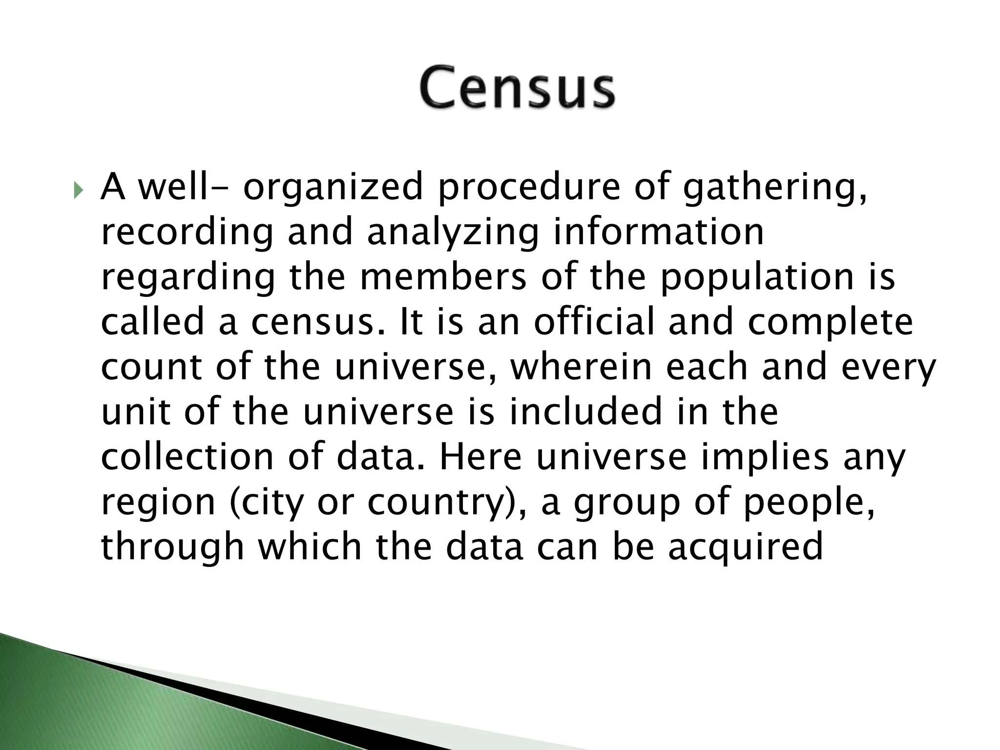 Census
A well- organized procedure of gathering,
recording and analyzing information
regarding the members of the population is
called a census. It is an official and complete
count of the universe, wherein each and every
unit of the universe is included in the
collection of data. Here universe implies any
region (city or country), a group of people,
through which the data can be acquired